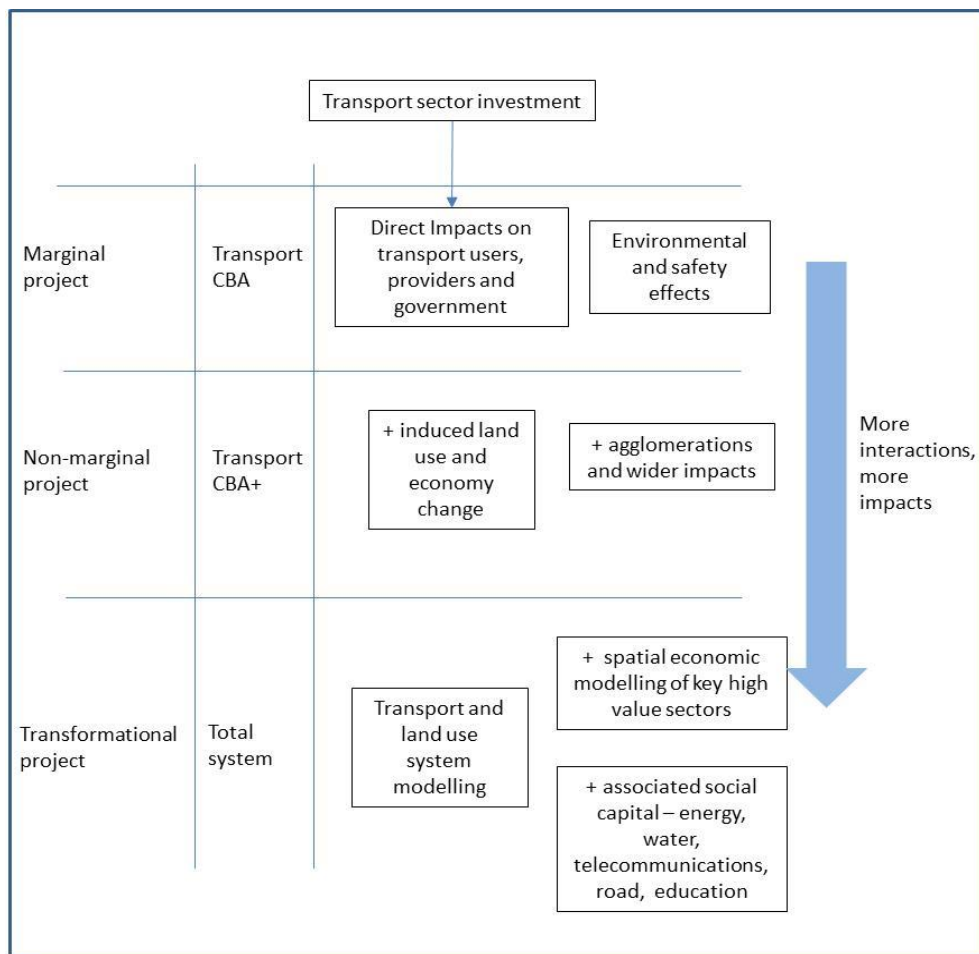 Transport sector investment
Marginal
project
Transport
CBA
Direct Impacts on
transport users,
providers and
government
Environmental
and safety
effects
Non-marginal
project
Transport
CBA+
+ induced land
use and
economy
change
+ agglomerations
and wider impacts
More
interactions,
more
impacts
Transformational
project
Total
system
Transport and
land use
system
modelling
+ spatial economic
modelling of key high
value sectors
+ associated social
capital – energy,
water,
telecommunications,
road, education